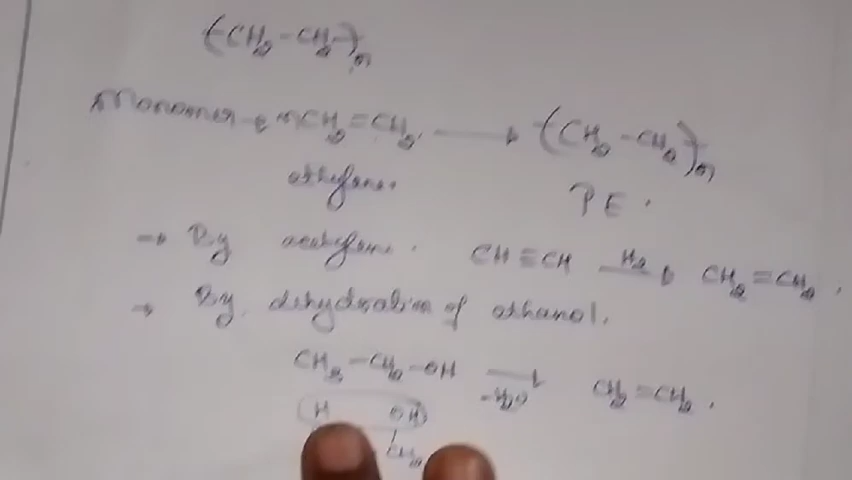 (CH2-CH2)n
Monomer - nCH2=CH2 → (CH2-CH2)n
ethylene. PE.
→ By acetylene. CH≡CH H2→ CH2=CH2.
→ By dehydration of ethanol.
CH3-CH2-OH -H2O→ CH2=CH2.
H OH
CH2